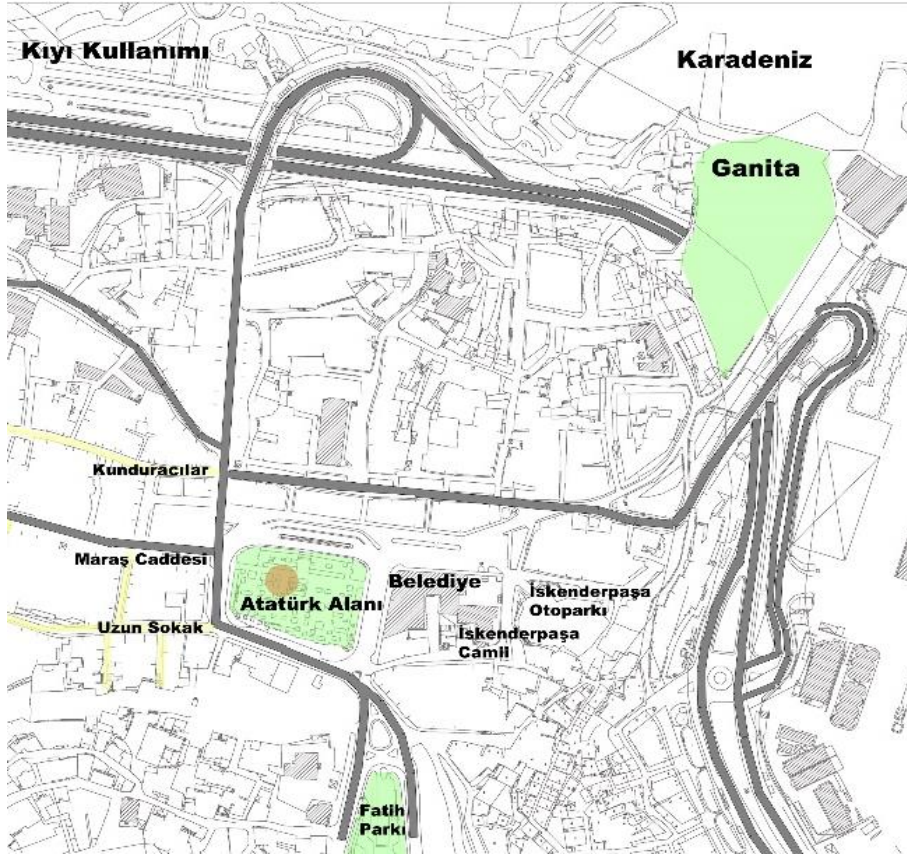 Kıyı Kullanımı
Karadeniz
Ganita
Kunduracılar
Maraş Caddesi
Belediye
Atatürk Alanı
İskenderpaşa
Otoparkı
Uzun Sokak
İskenderpaşa
Camii
Fatih
Parkı